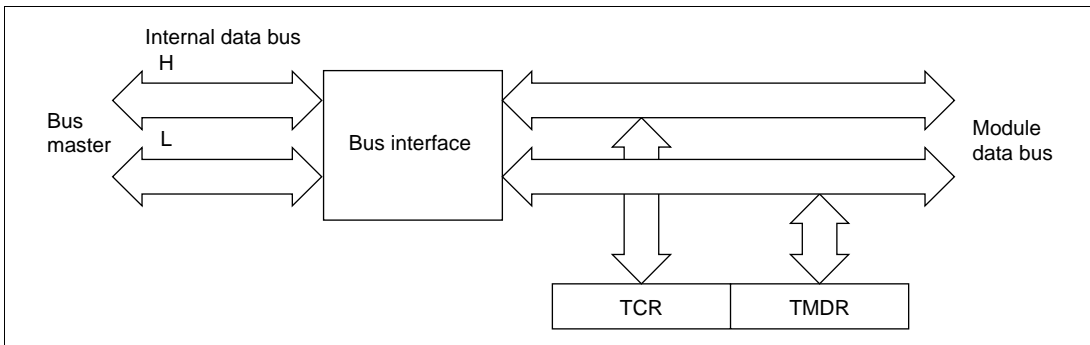 Internal data bus
H
Bus
master
L
Bus interface
Module
data bus
TCR
TMDR